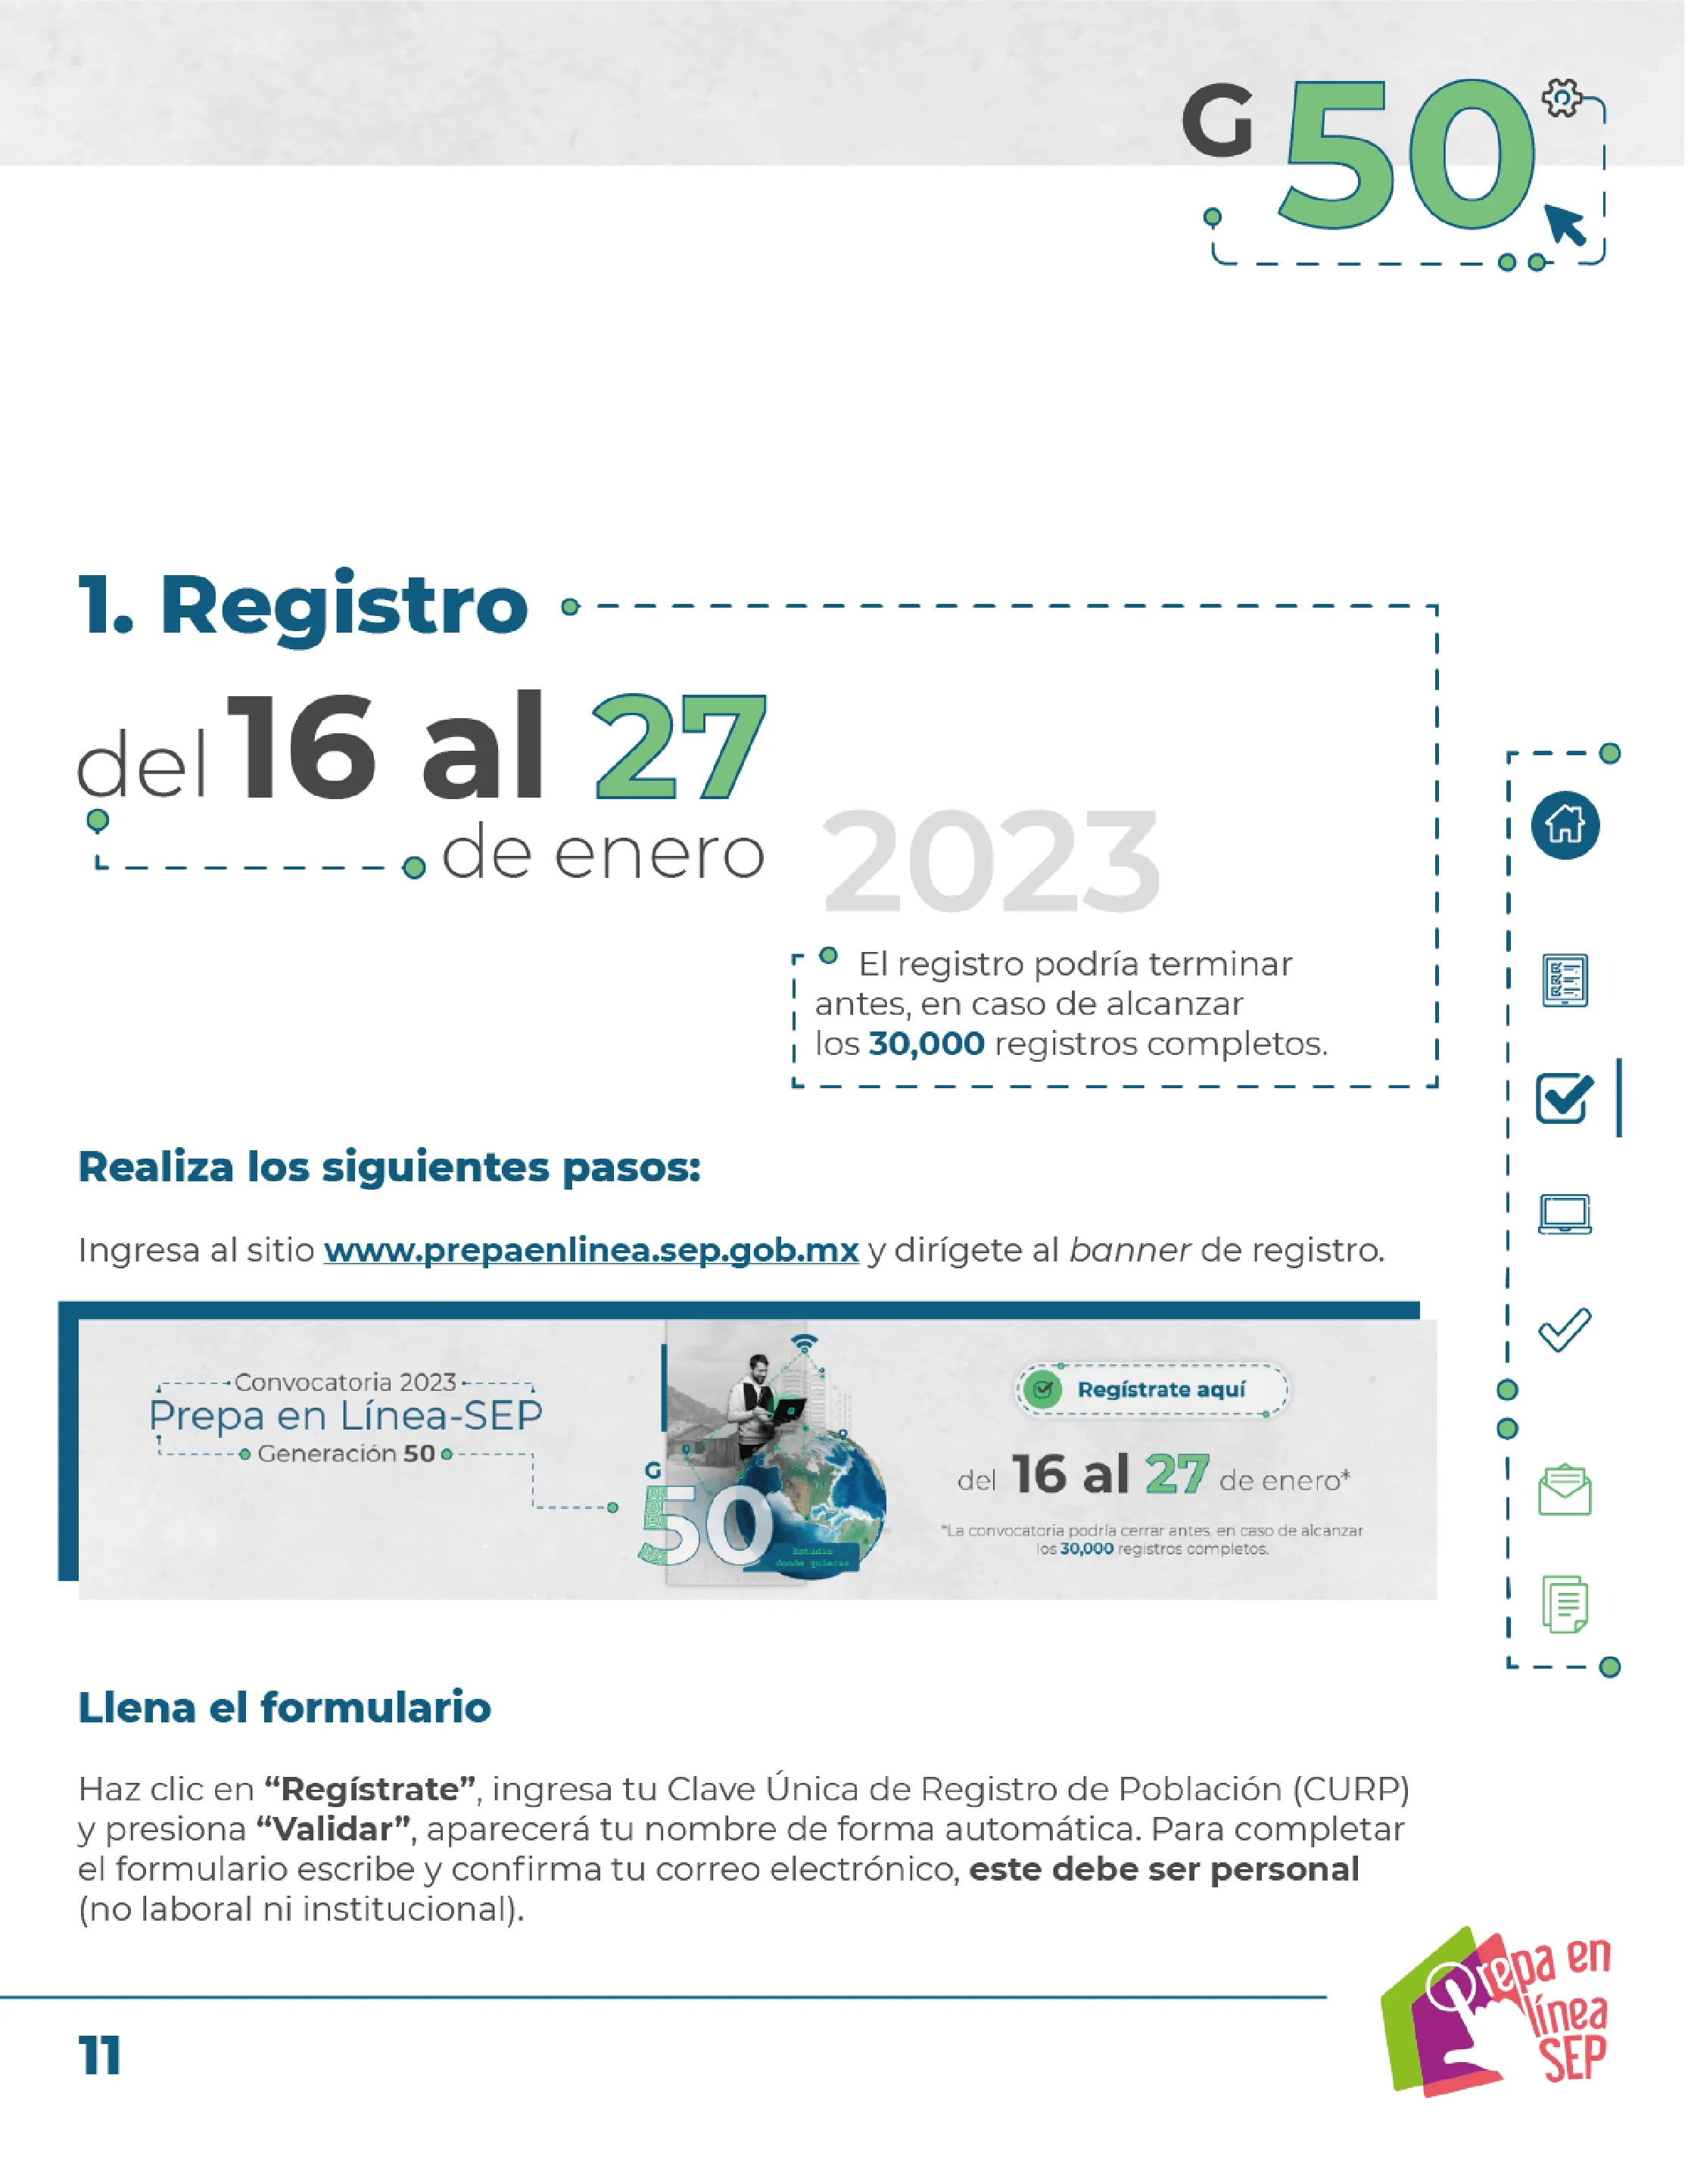 G 50
1. Registro
del 16 al 27
de enero 2023
El registro podría terminar
antes, en caso de alcanzar
los 30,000 registros completos.
Realiza los siguientes pasos:
Ingresa al sitio www.prepaenlinea.sep.gob.mx y dirígete al banner de registro.
Convocatoria 2023
Prepa en Línea-SEP
Generación 50
G
50
Estudia
donde quieras
Regístrate aquí
del 16 al 27 de enero*
*La convocatoria podría cerrar antes, en caso de alcanzar
los 30,000 registros completos.
Llena el formulario
Haz clic en “Regístrate”, ingresa tu Clave Única de Registro de Población (CURP)
y presiona “Validar”, aparecerá tu nombre de forma automática. Para completar
el formulario escribe y confirma tu correo electrónico, este debe ser personal
(no laboral ni institucional).
Prepa en
línea
SEP
11